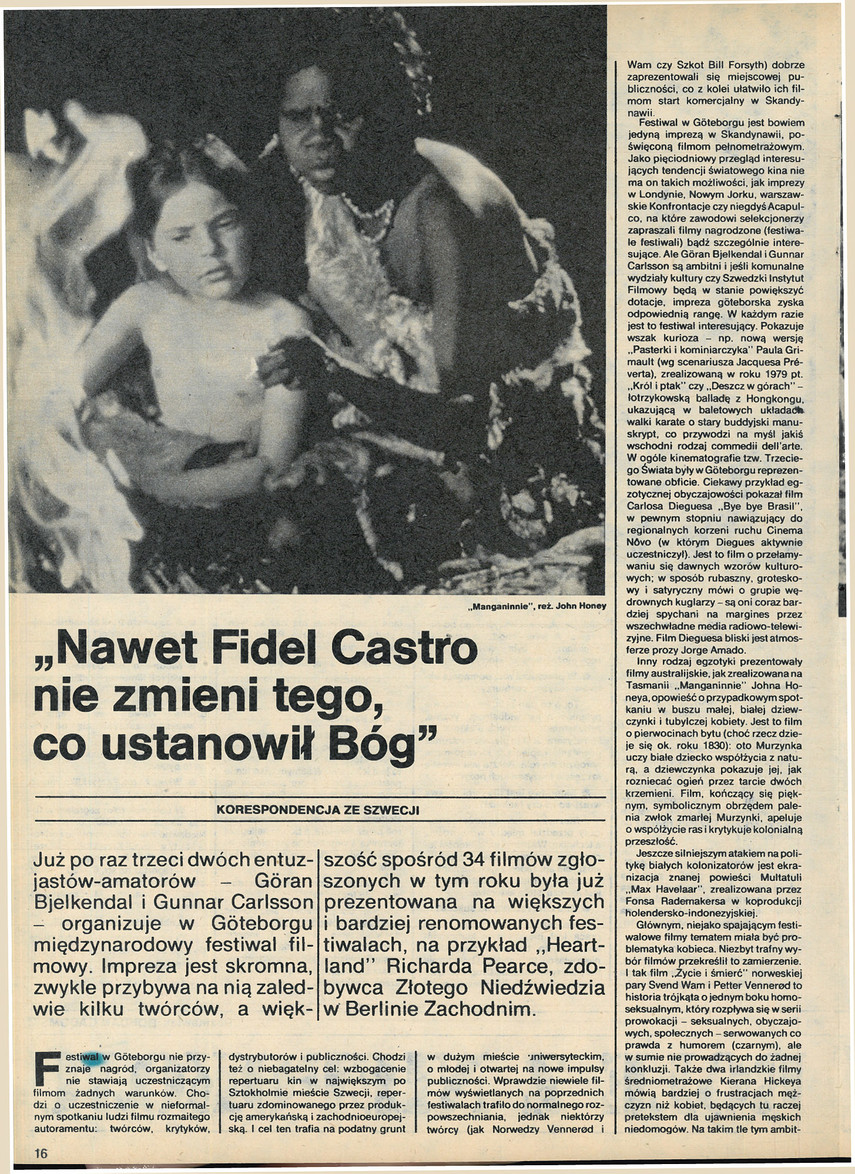 „Manganinnie”, reż. John Honey
„Nawet Fidel Castro
nie zmieni tego,
co ustanowił Bóg”
KORESPONDENCJA ZE SZWECJI
Już po raz trzeci dwóch entuz-
jastów-amatorów – Göran
Bjelkendal i Gunnar Carlsson
– organizuje w Göteborgu
międzynarodowy festiwal fil-
mowy. Impreza jest skromna,
zwykle przybywa na nią zaled-
wie kilku twórców, a więk-
szość spośród 34 filmów zgło-
szonych w tym roku była już
prezentowana na większych
i bardziej renomowanych fes-
tiwalach, na przykład „Heart-
land” Richarda Pearce, zdo-
bywca Złotego Niedźwiedzia
w Berlinie Zachodnim.
Festiwal w Göteborgu nie przy-
znaje nagród, organizatorzy
nie stawiają uczestniczącym
filmom żadnych warunków. Cho-
dzi o uczestniczenie w nieformal-
nym spotkaniu ludzi filmu rozmaitego
autoramentu: twórców, krytyków,
dystrybutorów i publiczności. Chodzi
też o niebagatelny cel: wzbogacenie
repertuaru kin w największym po
Sztokholmie mieście Szwecji, reper-
tuaru zdominowanego przez produk-
cję amerykańską i zachodnioeuropej-
ską. I cel ten trafia na podatny grunt
w dużym mieście uniwersyteckim,
o młodej i otwartej na nowe impulsy
publiczności. Wprawdzie niewiele fil-
mów wyświetlanych na poprzednich
festiwalach trafiło do normalnego roz-
powszechniania, jednak niektórzy
twórcy (jak Norwedzy Vennerød i
Wam czy Szkot Bill Forsyth) dobrze
zaprezentowali się miejscowej pu-
bliczności, co z kolei ułatwiło ich fil-
mom start komercjalny w Skandy-
nawii.
Festiwal w Göteborgu jest bowiem
jedyną imprezą w Skandynawii, po-
święconą filmom pełnometrażowym.
Jako pięciodniowy przegląd interesu-
jących tendencji światowego kina nie
ma on takich możliwości, jak imprezy
w Londynie, Nowym Jorku, warszaw-
skie Konfrontacje czy niegdyś Acapul-
co, na które zawodowi selekcjonerzy
zapraszali filmy nagrodzone (festiwa-
le festiwali) bądź szczególnie intere-
sujące. Ale Göran Bjelkendal i Gunnar
Carlsson są ambitni i jeśli komunalne
wydziały kultury czy Szwedzki Instytut
Filmowy będą w stanie powiększyć
dotacje, impreza göteborska zyska
odpowiednią rangę. W każdym razie
jest to festiwal interesujący. Pokazuje
wszak kurioza – np. nową wersję
„Pasterki i kominiarczyka” Paula Gri-
mault (wg scenariusza Jacquesa Pré-
verta), zrealizowaną w roku 1979 pt.
„Król i ptak” czy „Deszcz w górach” –
łotrzykowską balladę z Hongkongu,
ukazującą w baletowych układach
walki karate o stary buddyjski manu-
skrypt, co przywodzi na myśl jakiś
wschodni rodzaj commedii dell'arte.
W ogóle kinematografie tzw. Trzecie-
go Świata były w Göteborgu reprezen-
towane obficie. Ciekawy przykład eg-
zotycznej obyczajowości pokazał film
Carlosa Dieguesa „Bye bye Brasil”,
w pewnym stopniu nawiązujący do
regionalnych korzeni ruchu Cinema
Nôvo (w którym Diegues aktywnie
uczestniczył). Jest to film o przełamy-
waniu się dawnych wzorów kulturo-
wych; w sposób rubaszny, grotesko-
wy i satyryczny mówi o grupie wę-
drownych kuglarzy – są oni coraz bar-
dziej spychani na margines przez
wszechwładne media radiowo-telewi-
zyjne. Film Dieguesa bliski jest atmos-
ferze prozy Jorge Amado.
Inny rodzaj egzotyki prezentowały
filmy australijskie, jak zrealizowana na
Tasmanii „Manganinnie” Johna Ho-
neya, opowieść o przypadkowym spot-
kaniu w buszu małej, białej dziew-
czynki i tubylczej kobiety. Jest to film
o pierwocinach bytu (choć rzecz dzie-
je się ok. roku 1830): oto Murzynka
uczy białe dziecko współżycia z natu-
rą, a dziewczynka pokazuje jej, jak
rozniecać ogień przez tarcie dwóch
krzemieni. Film, kończący się pięk-
nym, symbolicznym obrzędem pale-
nia zwłok zmarłej Murzynki, apeluje
o współżycie ras i krytykuje kolonialną
przeszłość.
Jeszcze silniejszym atakiem na poli-
tykę białych kolonizatorów jest ekra-
nizacja znanej powieści Multatuli
„Max Havelaar”, zrealizowana przez
Fonsa Rademakersa w koprodukcji
holendersko-indonezyjskiej.
Głównym, niejako spajającym festi-
walowe filmy tematem miała być pro-
blematyka kobieca. Niezbyt trafny wy-
bór filmów przekreślił to zamierzenie.
I tak film „Życie i śmierć” norweskiej
pary Svend Wam i Petter Vennerød to
historia trójkąta o jednym boku homo-
seksualnym, który rozpływa się w serii
prowokacji – seksualnych, obyczajo-
wych, społecznych – serwowanych co
prawda z humorem (czarnym), ale
w sumie nie prowadzących do żadnej
konkluzji. Także dwa irlandzkie filmy
średniometrażowe Kierana Hickeya
mówią bardziej o frustracjach męż-
czyzn niż kobiet, będących tu raczej
pretekstem dla ujawnienia męskich
niedomogów. Na takim tle tym ambit-
16